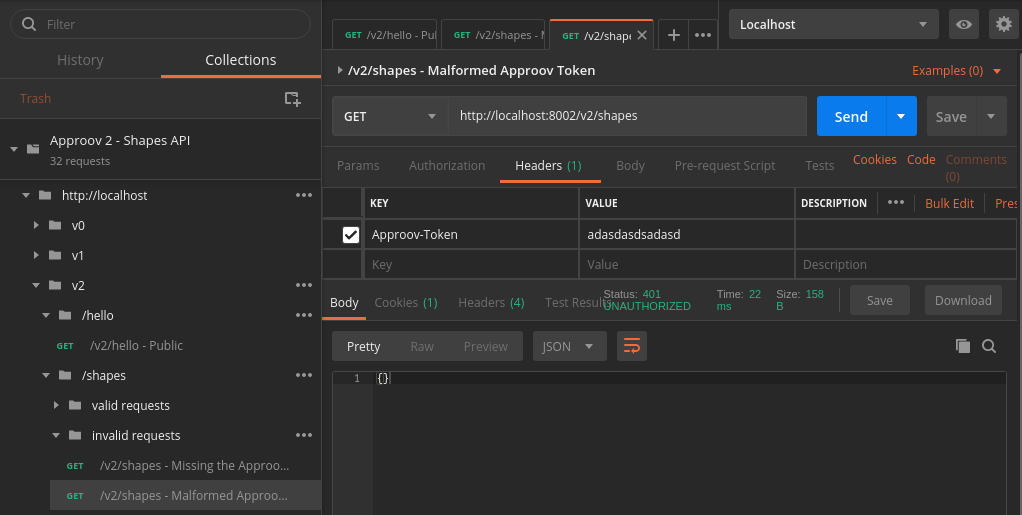 Filter
History
Collections
Trash
Approov 2 - Shapes API
32 requests
http://localhost
v0
v1
v2
/hello
GET /v2/hello - Public
/shapes
valid requests
invalid requests
GET /v2/shapes - Missing the Approo...
GET /v2/shapes - Malformed Approo...
GET /v2/hello - Pul
GET /v2/shapes - M
GET /v2/shape
Localhost
/v2/shapes - Malformed Approov Token
Examples (0)
GET
http://localhost:8002/v2/shapes
Send
Save
Params
Authorization
Headers (1)
Body
Pre-request Script
Tests
Cookies
Code
Comments (0)
KEY
VALUE
DESCRIPTION
Bulk Edit
Pres
Approov-Token
adasdasdsadasd
Key
Value
Description
Body
Cookies (1)
Headers (4)
Test Results
Status: 401 UNAUTHORIZED
Time: 22 ms
Size: 158 B
Save
Download
Pretty
Raw
Preview
JSON
1 {}